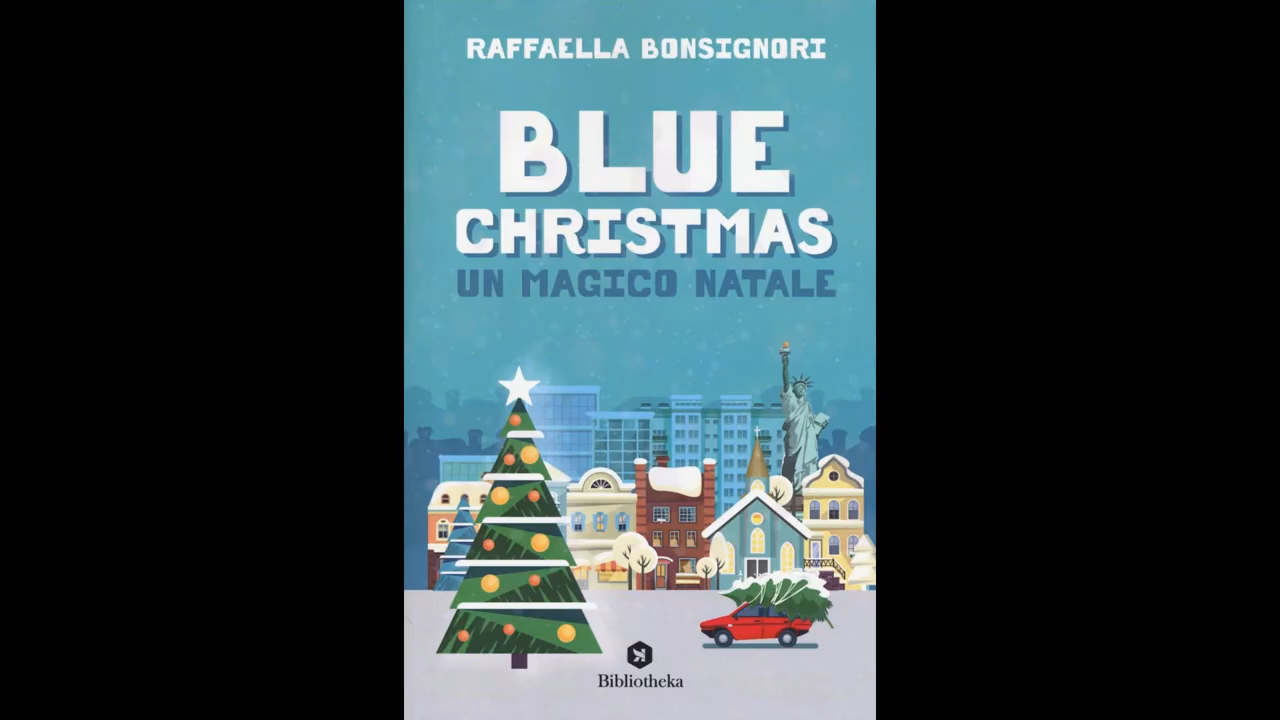 RAFFAELLA BONSIGNORI
BLUE
CHRISTMAS
UN MAGICO NATALE
Bibliotheka